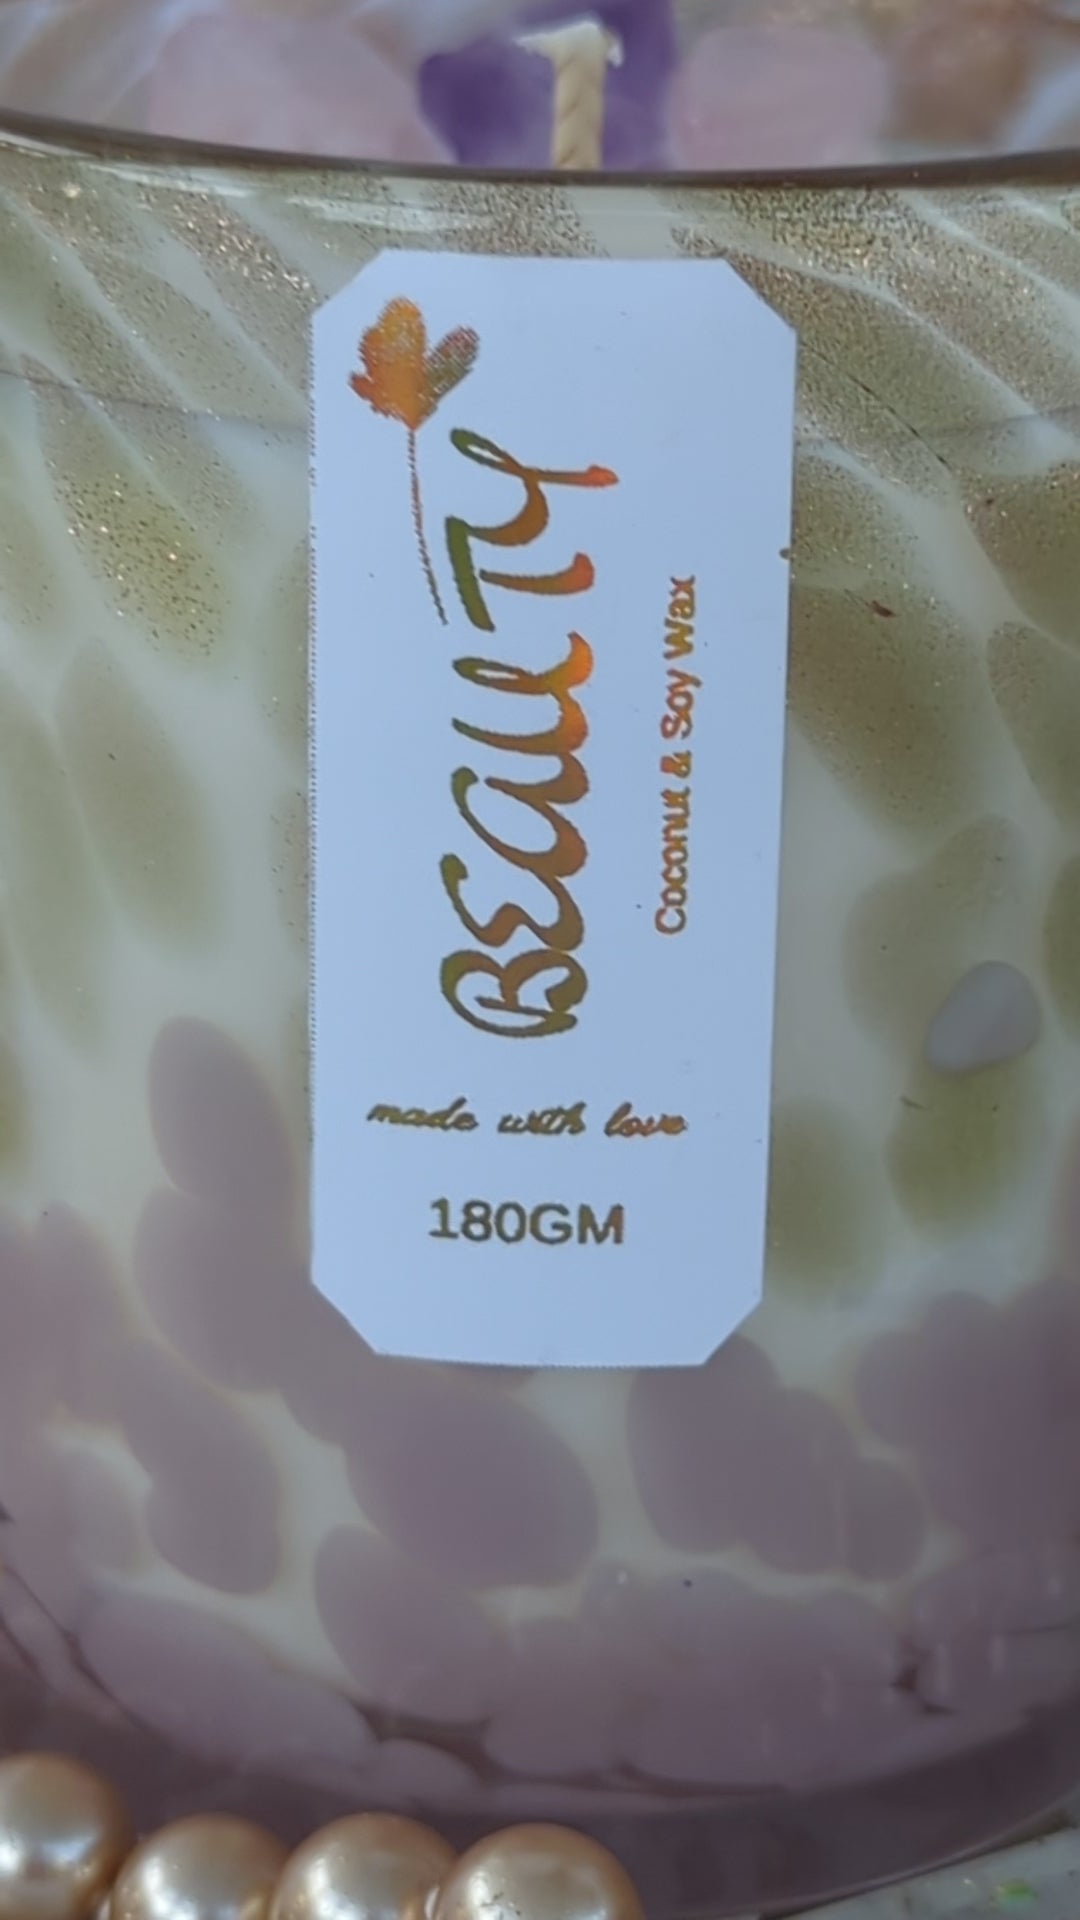 BEAUTY
Coconut & Soy Wax
made with love
180GM